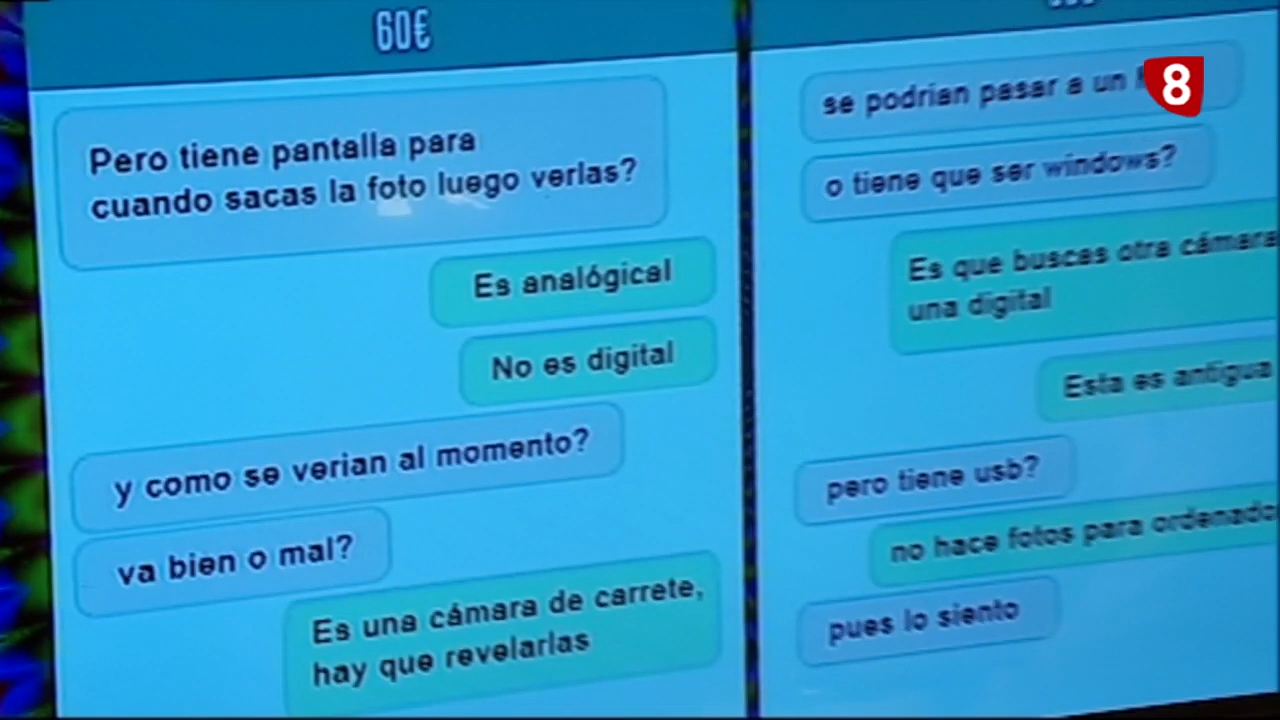 60€
Pero tiene pantalla para
cuando sacas la foto luego verlas?
Es analógical
No es digital
y como se verian al momento?
va bien o mal?
Es una cámara de carrete,
hay que revelarlas
se podrian pasar a un
8
o tiene que ser windows?
Es que buscas otra cámara
una digital
Esta es antigua
pero tiene usb?
no hace fotos para ordenado
pues lo siento